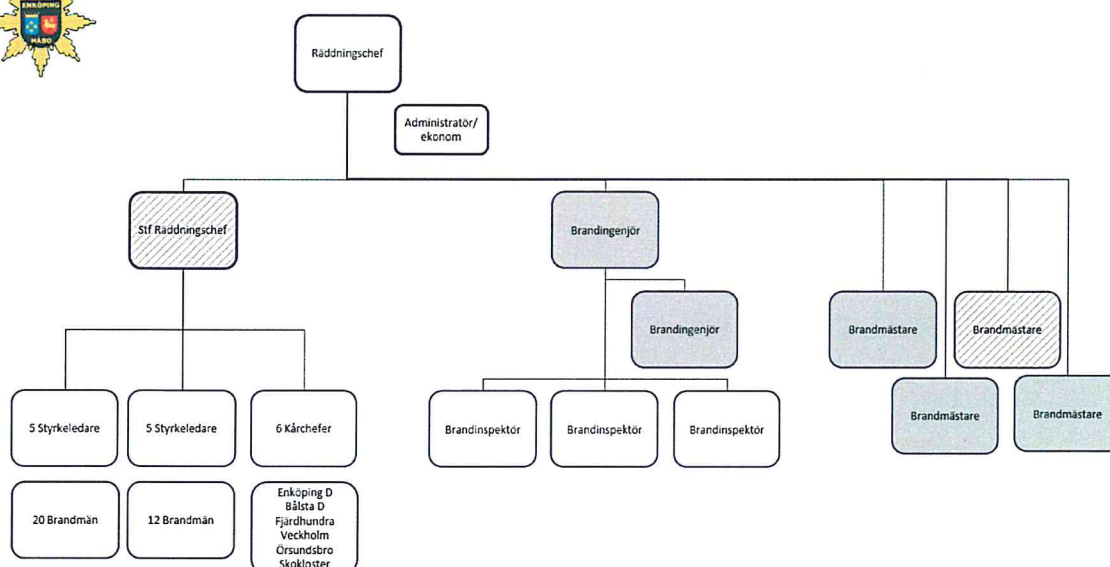 ENKÖPING
HÅBO
Räddningschef
Administratör/
ekonom
Stf Räddningschef
Brandingenjör
Brandingenjör
Brandmästare
Brandmästare
Brandmästare
Brandmästare
5 Styrkeledare
5 Styrkeledare
6 Kårchefer
Brandinspektör
Brandinspektör
Brandinspektör
20 Brandmän
12 Brandmän
Enköping D
Bålsta D
Fjärdhundra
Veckholm
Örsundsbro
Skokloster